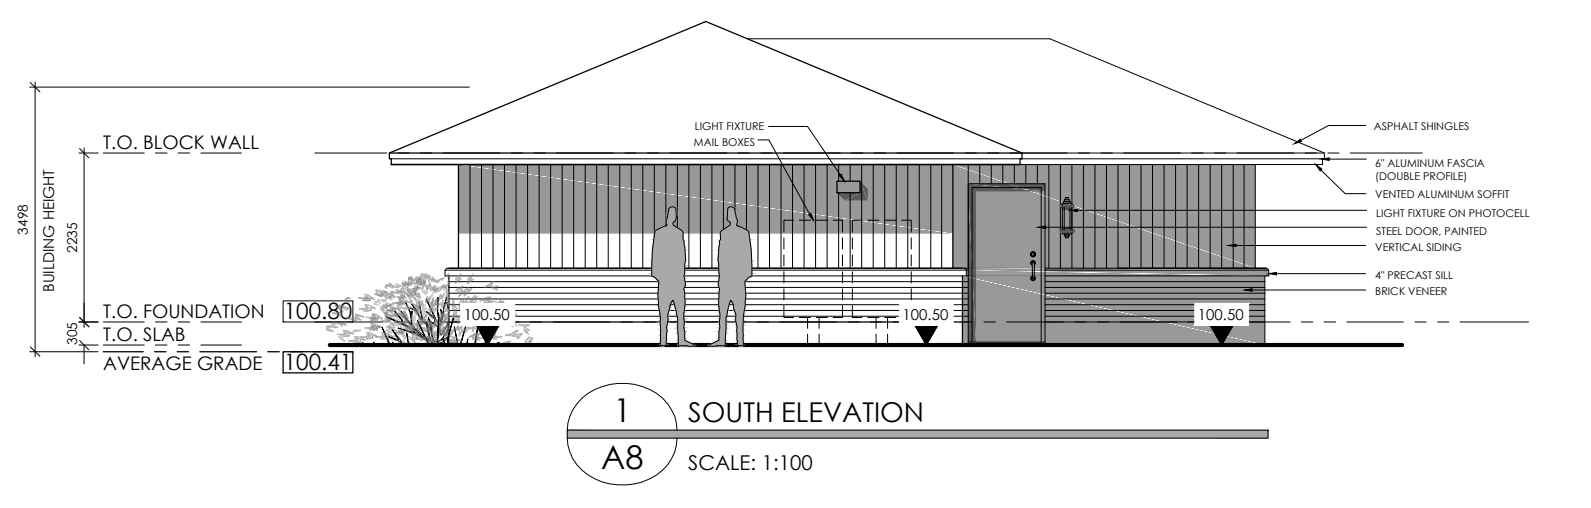 LIGHT FIXTURE
MAIL BOXES
ASPHALT SHINGLES
6" ALUMINUM FASCIA
(DOUBLE PROFILE)
VENTED ALUMINUM SOFFIT
LIGHT FIXTURE ON PHOTOCELL
STEEL DOOR, PAINTED
VERTICAL SIDING
4" PRECAST SILL
BRICK VENEER
T.O. BLOCK WALL
3498
BUILDING HEIGHT
2235
305
T.O. FOUNDATION 100.80
T.O. SLAB
AVERAGE GRADE 100.41
100.50
100.50
100.50
1
A8
SOUTH ELEVATION
SCALE: 1:100